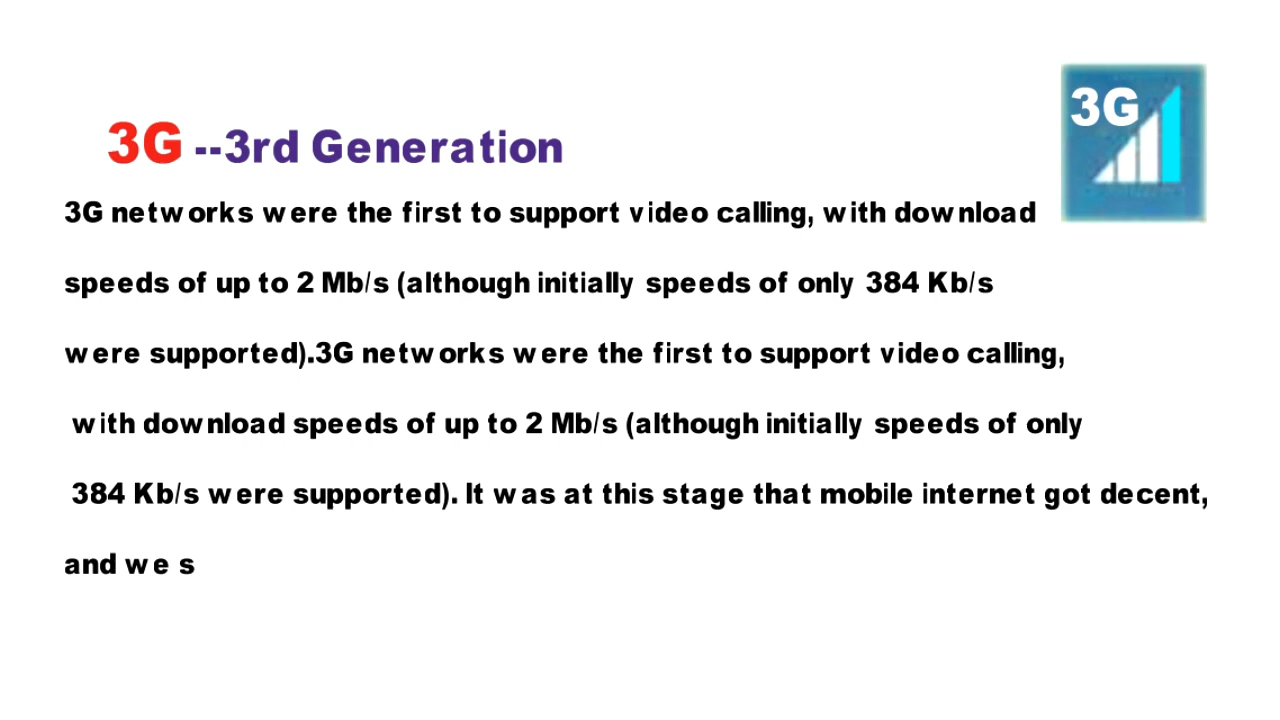 3G
3G --3rd Generation
3G networks were the first to support video calling, with download
speeds of up to 2 Mb/s (although initially speeds of only 384 Kb/s
were supported).3G networks were the first to support video calling,
with download speeds of up to 2 Mb/s (although initially speeds of only
384 Kb/s were supported). It was at this stage that mobile internet got decent,
and we s